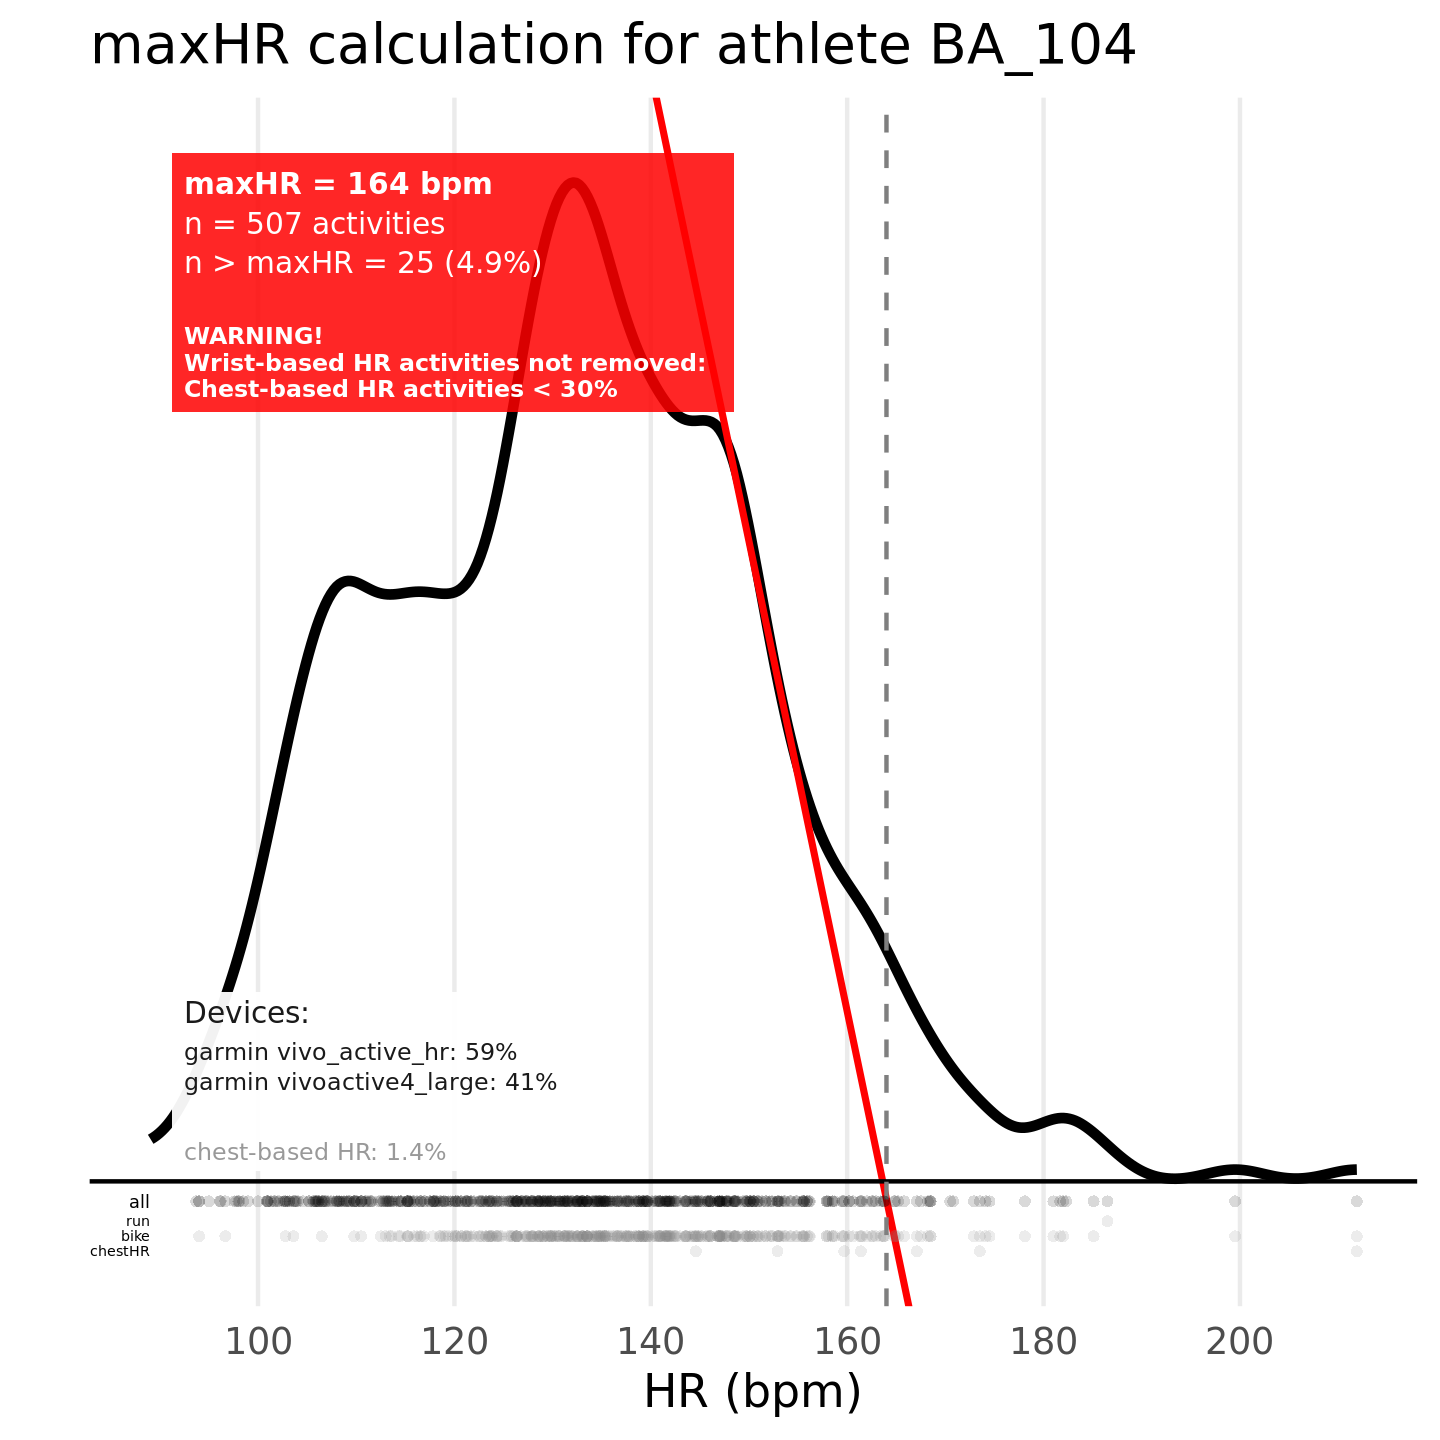 maxHR calculation for athlete BA_104
maxHR = 164 bpm
n = 507 activities
n > maxHR = 25 (4.9%)
WARNING!
Wrist-based HR activities not removed:
Chest-based HR activities < 30%
Devices:
garmin vivo_active_hr: 59%
garmin vivoactive4_large: 41%
chest-based HR: 1.4%
all
run
bike
chestHR
100 120 140 160 180 200
HR (bpm)